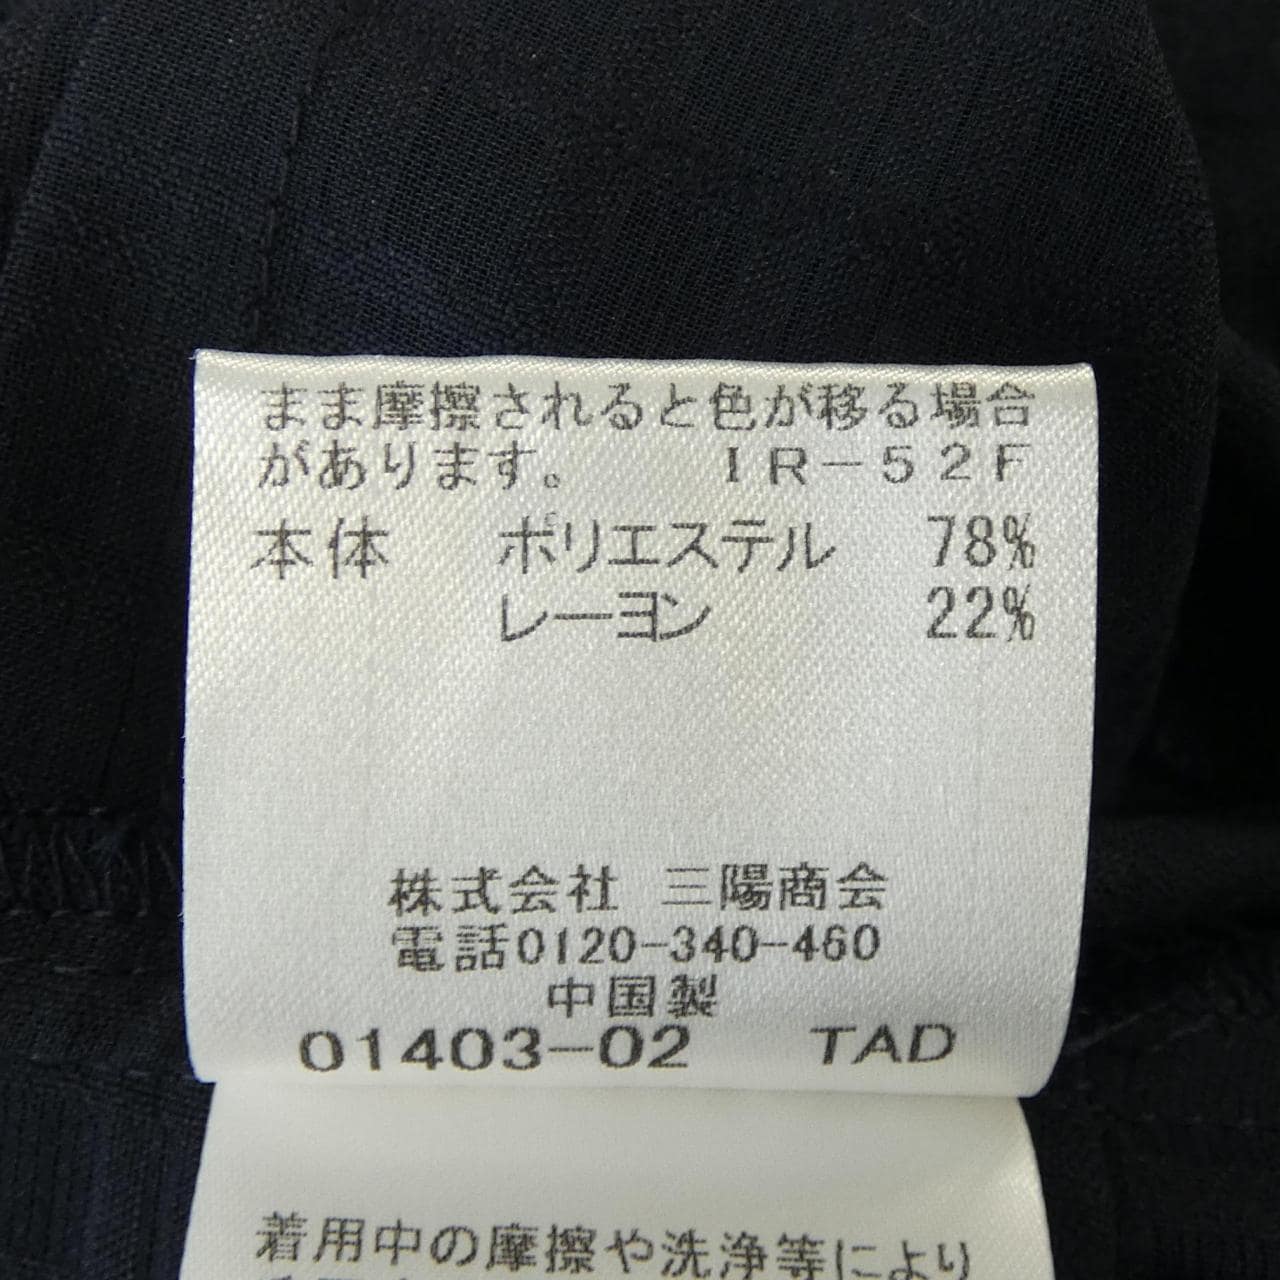 まま摩擦されると色が移る場合
があります。 IR-52F
本体 ポリエステル 78%
レーヨン 22%
株式会社 三陽商会
電話0120-340-460
中国製
01403-02 TAD
着用中の摩擦や洗浄等により